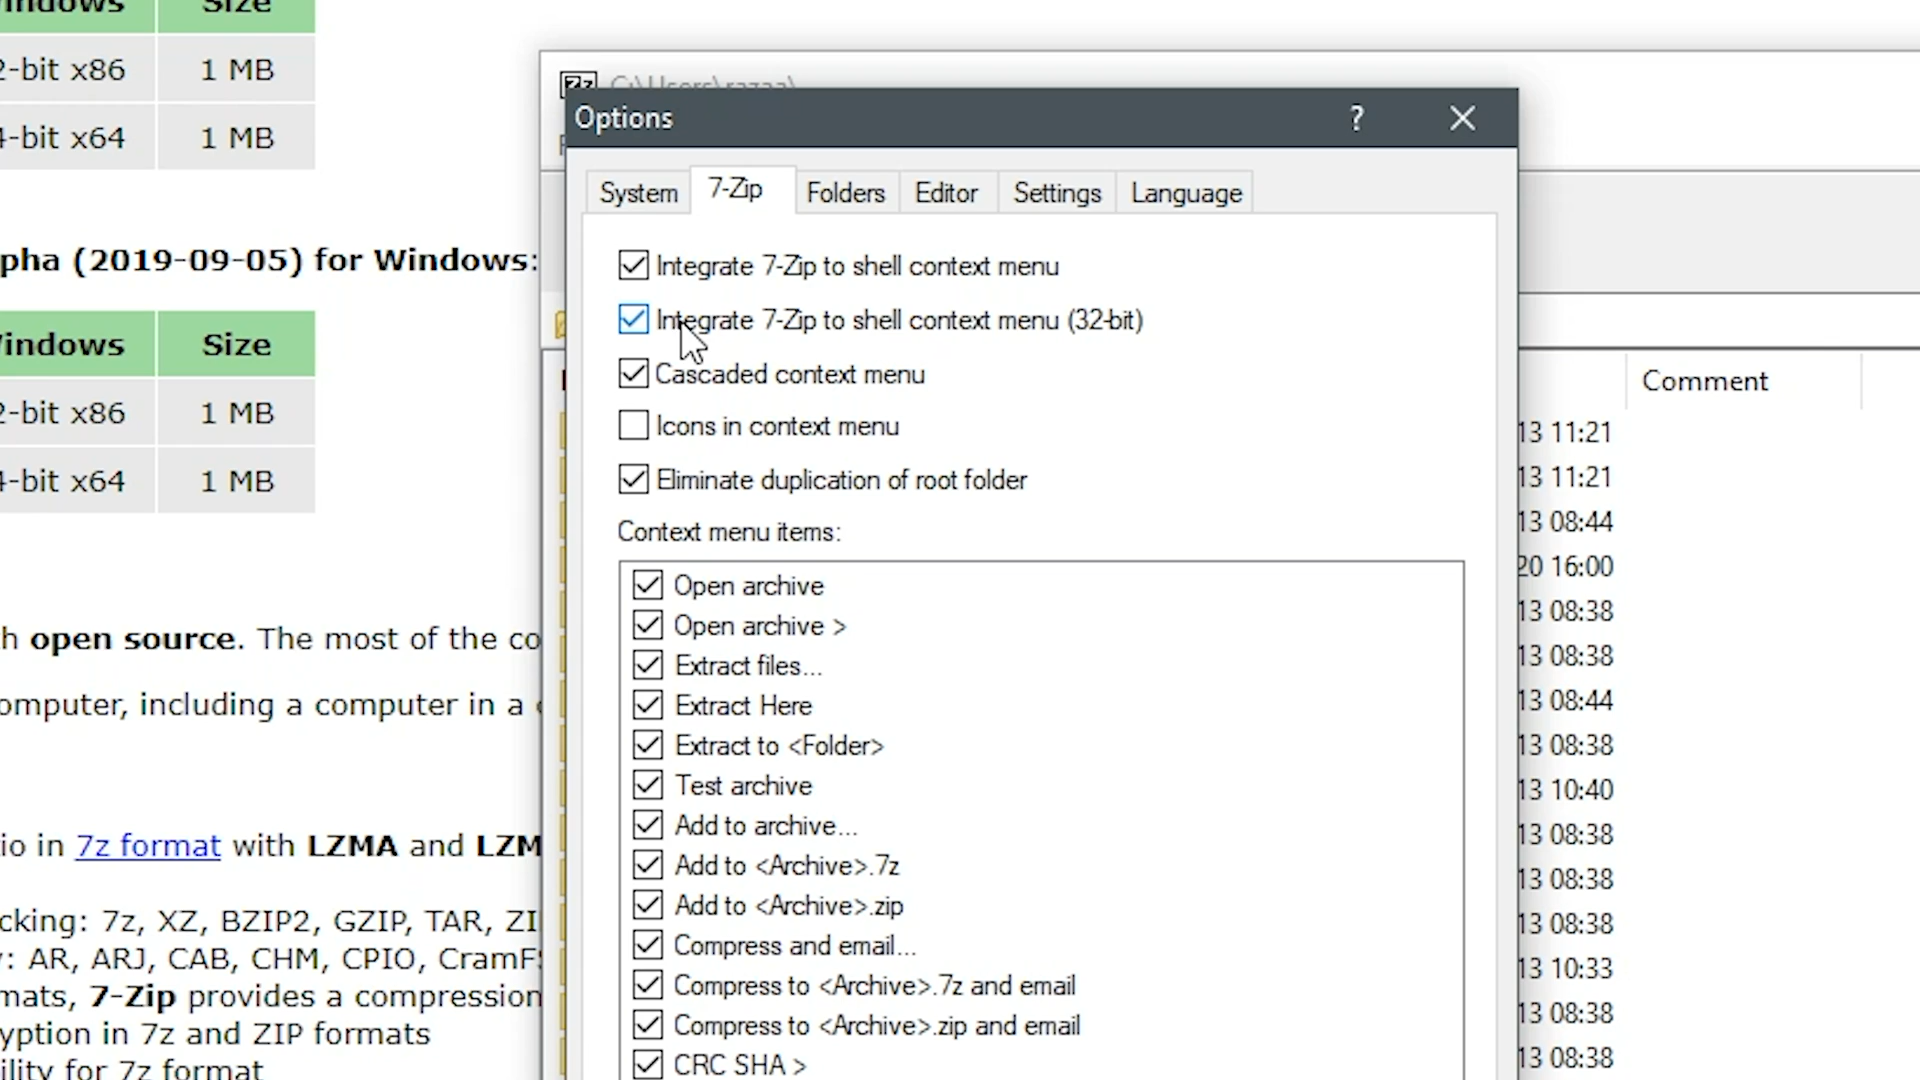 Windows Size
2-bit x86 1 MB
4-bit x64 1 MB
pha (2019-09-05) for Windows:
Windows Size
2-bit x86 1 MB
4-bit x64 1 MB
h open source. The most of the co
omputer, including a computer in a
io in 7z format with LZMA and LZM
cking: 7z, XZ, BZIP2, GZIP, TAR, ZI
: AR, ARJ, CAB, CHM, CPIO, CramF
mats, 7-Zip provides a compression
yption in 7z and ZIP formats
ility for 7z format
C:\Users\razaa\
Options ? 
System 7-Zip Folders Editor Settings Language
Integrate 7-Zip to shell context menu
Integrate 7-Zip to shell context menu (32-bit)
Cascaded context menu
Icons in context menu
Eliminate duplication of root folder
Context menu items:
Open archive
Open archive >
Extract files...
Extract Here
Extract to <Folder>
Test archive
Add to archive...
Add to <Archive>.7z
Add to <Archive>.zip
Compress and email...
Compress to <Archive>.7z and email
Compress to <Archive>.zip and email
CRC SHA >
Comment
13 11:21
13 11:21
13 08:44
20 16:00
13 08:38
13 08:38
13 08:44
13 08:38
13 10:40
13 08:38
13 08:38
13 08:38
13 10:33
13 08:38
13 08:38